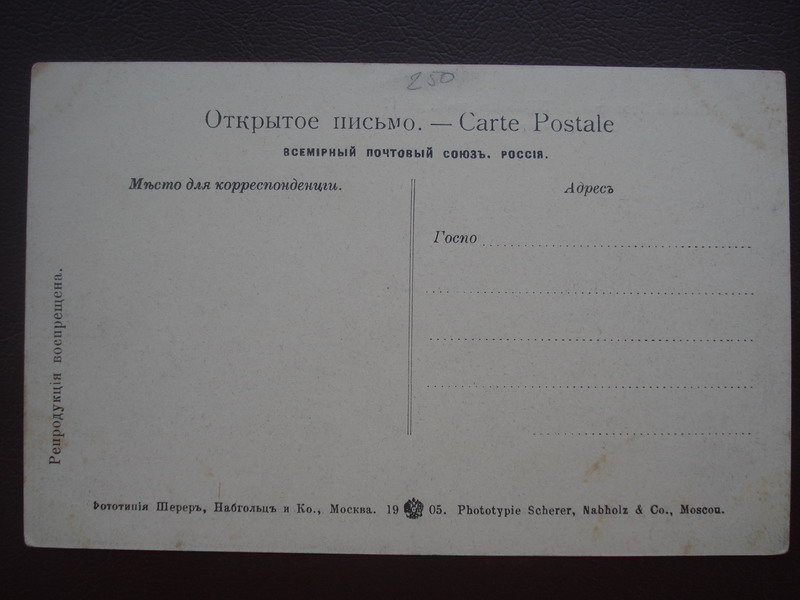 250
Открытое письмо. — Carte Postale
ВСЕМІРНЫЙ ПОЧТОВЫЙ СОЮЗЪ. РОССІЯ.
Мѣсто для корреспонденціи.
Адресъ
Госпо
Репродукція воспрещена.
Фототипія Шереръ, Набгольцъ и Ко., Москва. 19 05. Phototypie Scherer, Nabholz & Co., Moscou.